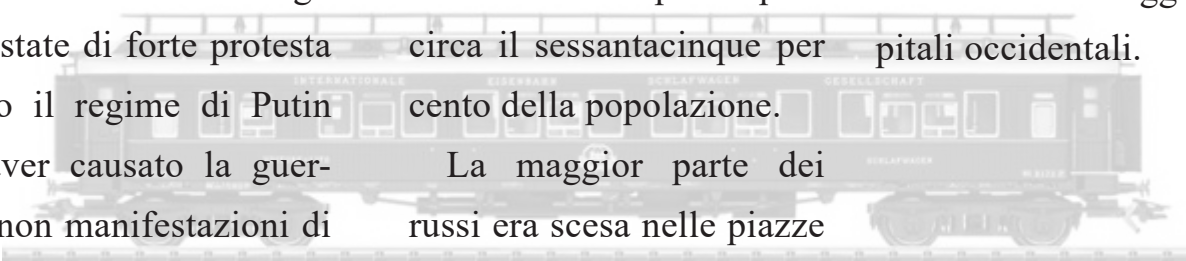 state di forte protesta
o il regime di Putin
ver causato la guer-
non manifestazioni di
circa il sessantacinque per
cento della popolazione.
La maggior parte dei
russi era scesa nelle piazze
pitali occidentali.
INTERNATIONALE EISENBAHN SCHLAFWAGEN GESELLSCHAFT
SCHLAFWAGEN